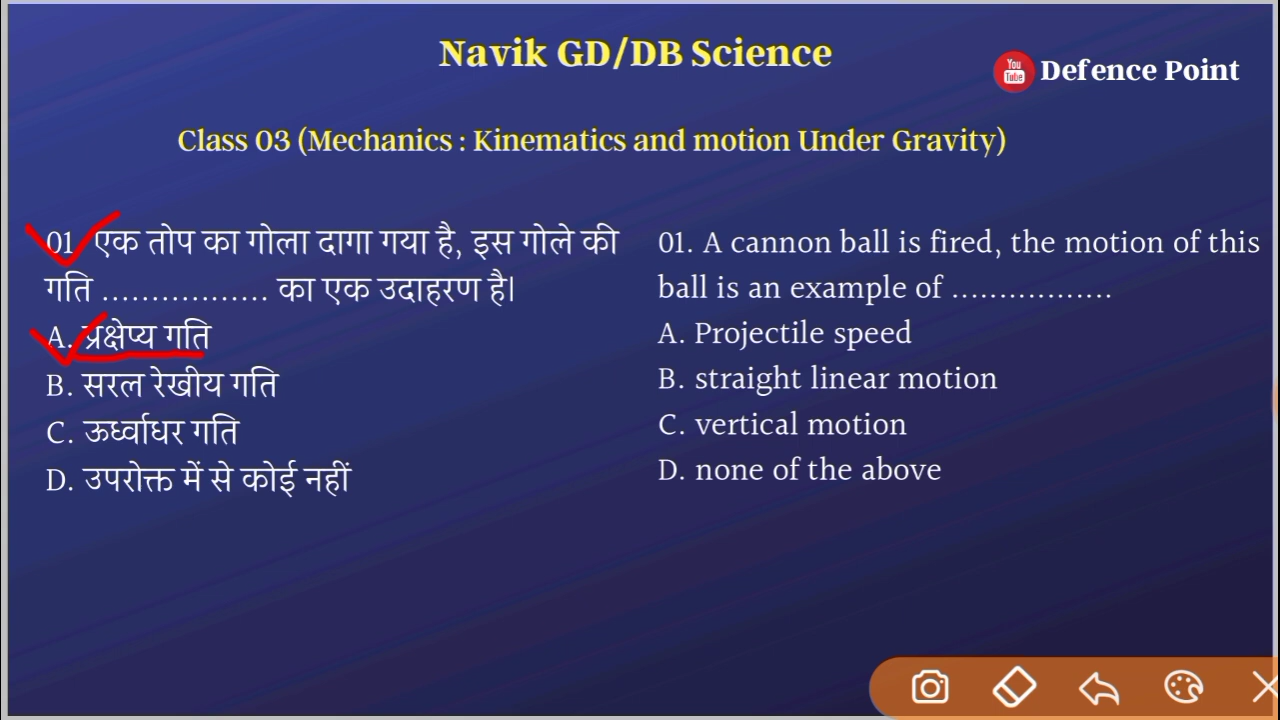 Navik GD/DB Science
You
Tube
Defence Point
Class 03 (Mechanics : Kinematics and motion Under Gravity)
01 एक तोप का गोला दागा गया है, इस गोले की
गति ................. का एक उदाहरण है।
A. प्रक्षेप्य गति
B. सरल रेखीय गति
C. ऊर्ध्वाधर गति
D. उपरोक्त में से कोई नहीं
01. A cannon ball is fired, the motion of this
ball is an example of .................
A. Projectile speed
B. straight linear motion
C. vertical motion
D. none of the above